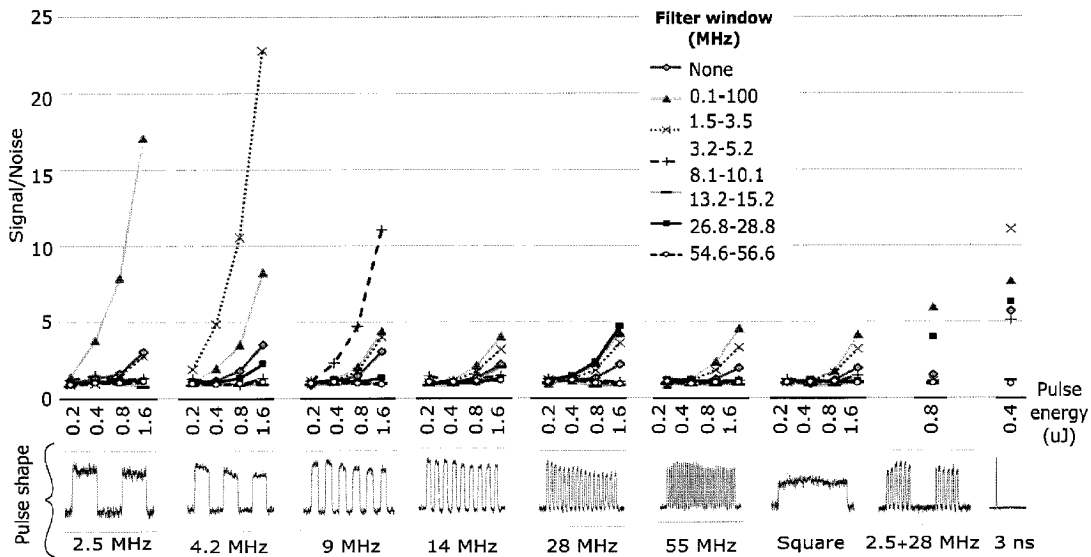 25
20
15
10
5
0
Signal/Noise
Filter window
(MHz)
None
0.1-100
1.5-3.5
3.2-5.2
8.1-10.1
13.2-15.2
26.8-28.8
54.6-56.6
0.2 0.4 0.8 1.6
0.2 0.4 0.8 1.6
0.2 0.4 0.8 1.6
0.2 0.4 0.8 1.6
0.2 0.4 0.8 1.6
0.2 0.4 0.8 1.6
0.2 0.4 0.8 1.6
0.8
0.4
Pulse
energy
(uJ)
Pulse shape
2.5 MHz
4.2 MHz
9 MHz
14 MHz
28 MHz
55 MHz
Square
2.5+28 MHz
3 ns